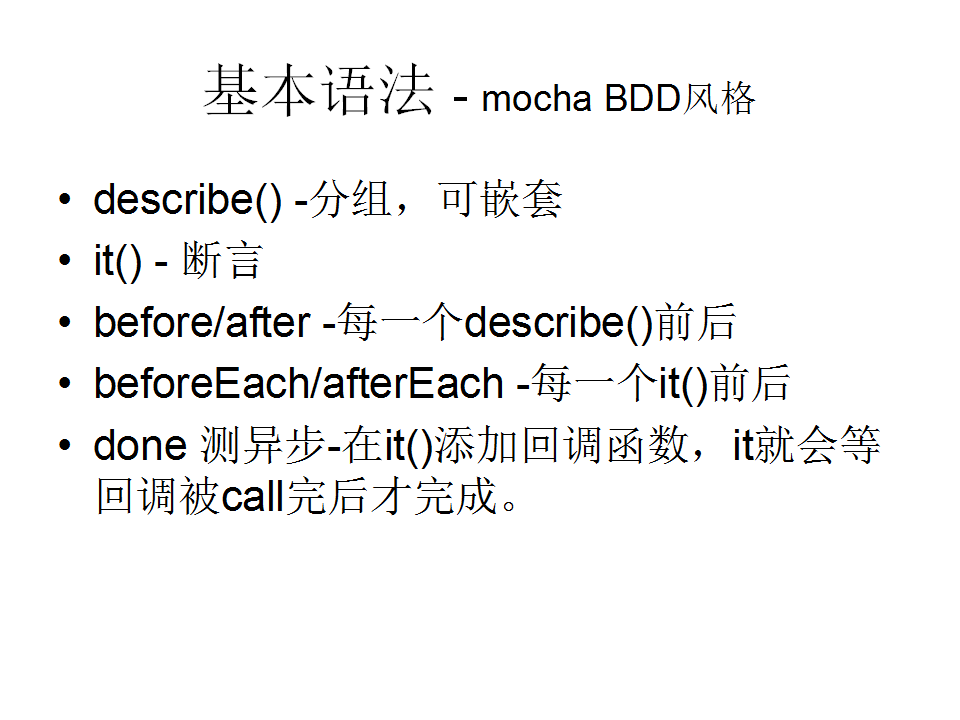 基本语法 - mocha BDD风格
• describe() -分组，可嵌套
• it() - 断言
• before/after -每一个describe()前后
• beforeEach/afterEach -每一个it()前后
• done 测异步-在it()添加回调函数，it就会等
回调被call完后才完成。